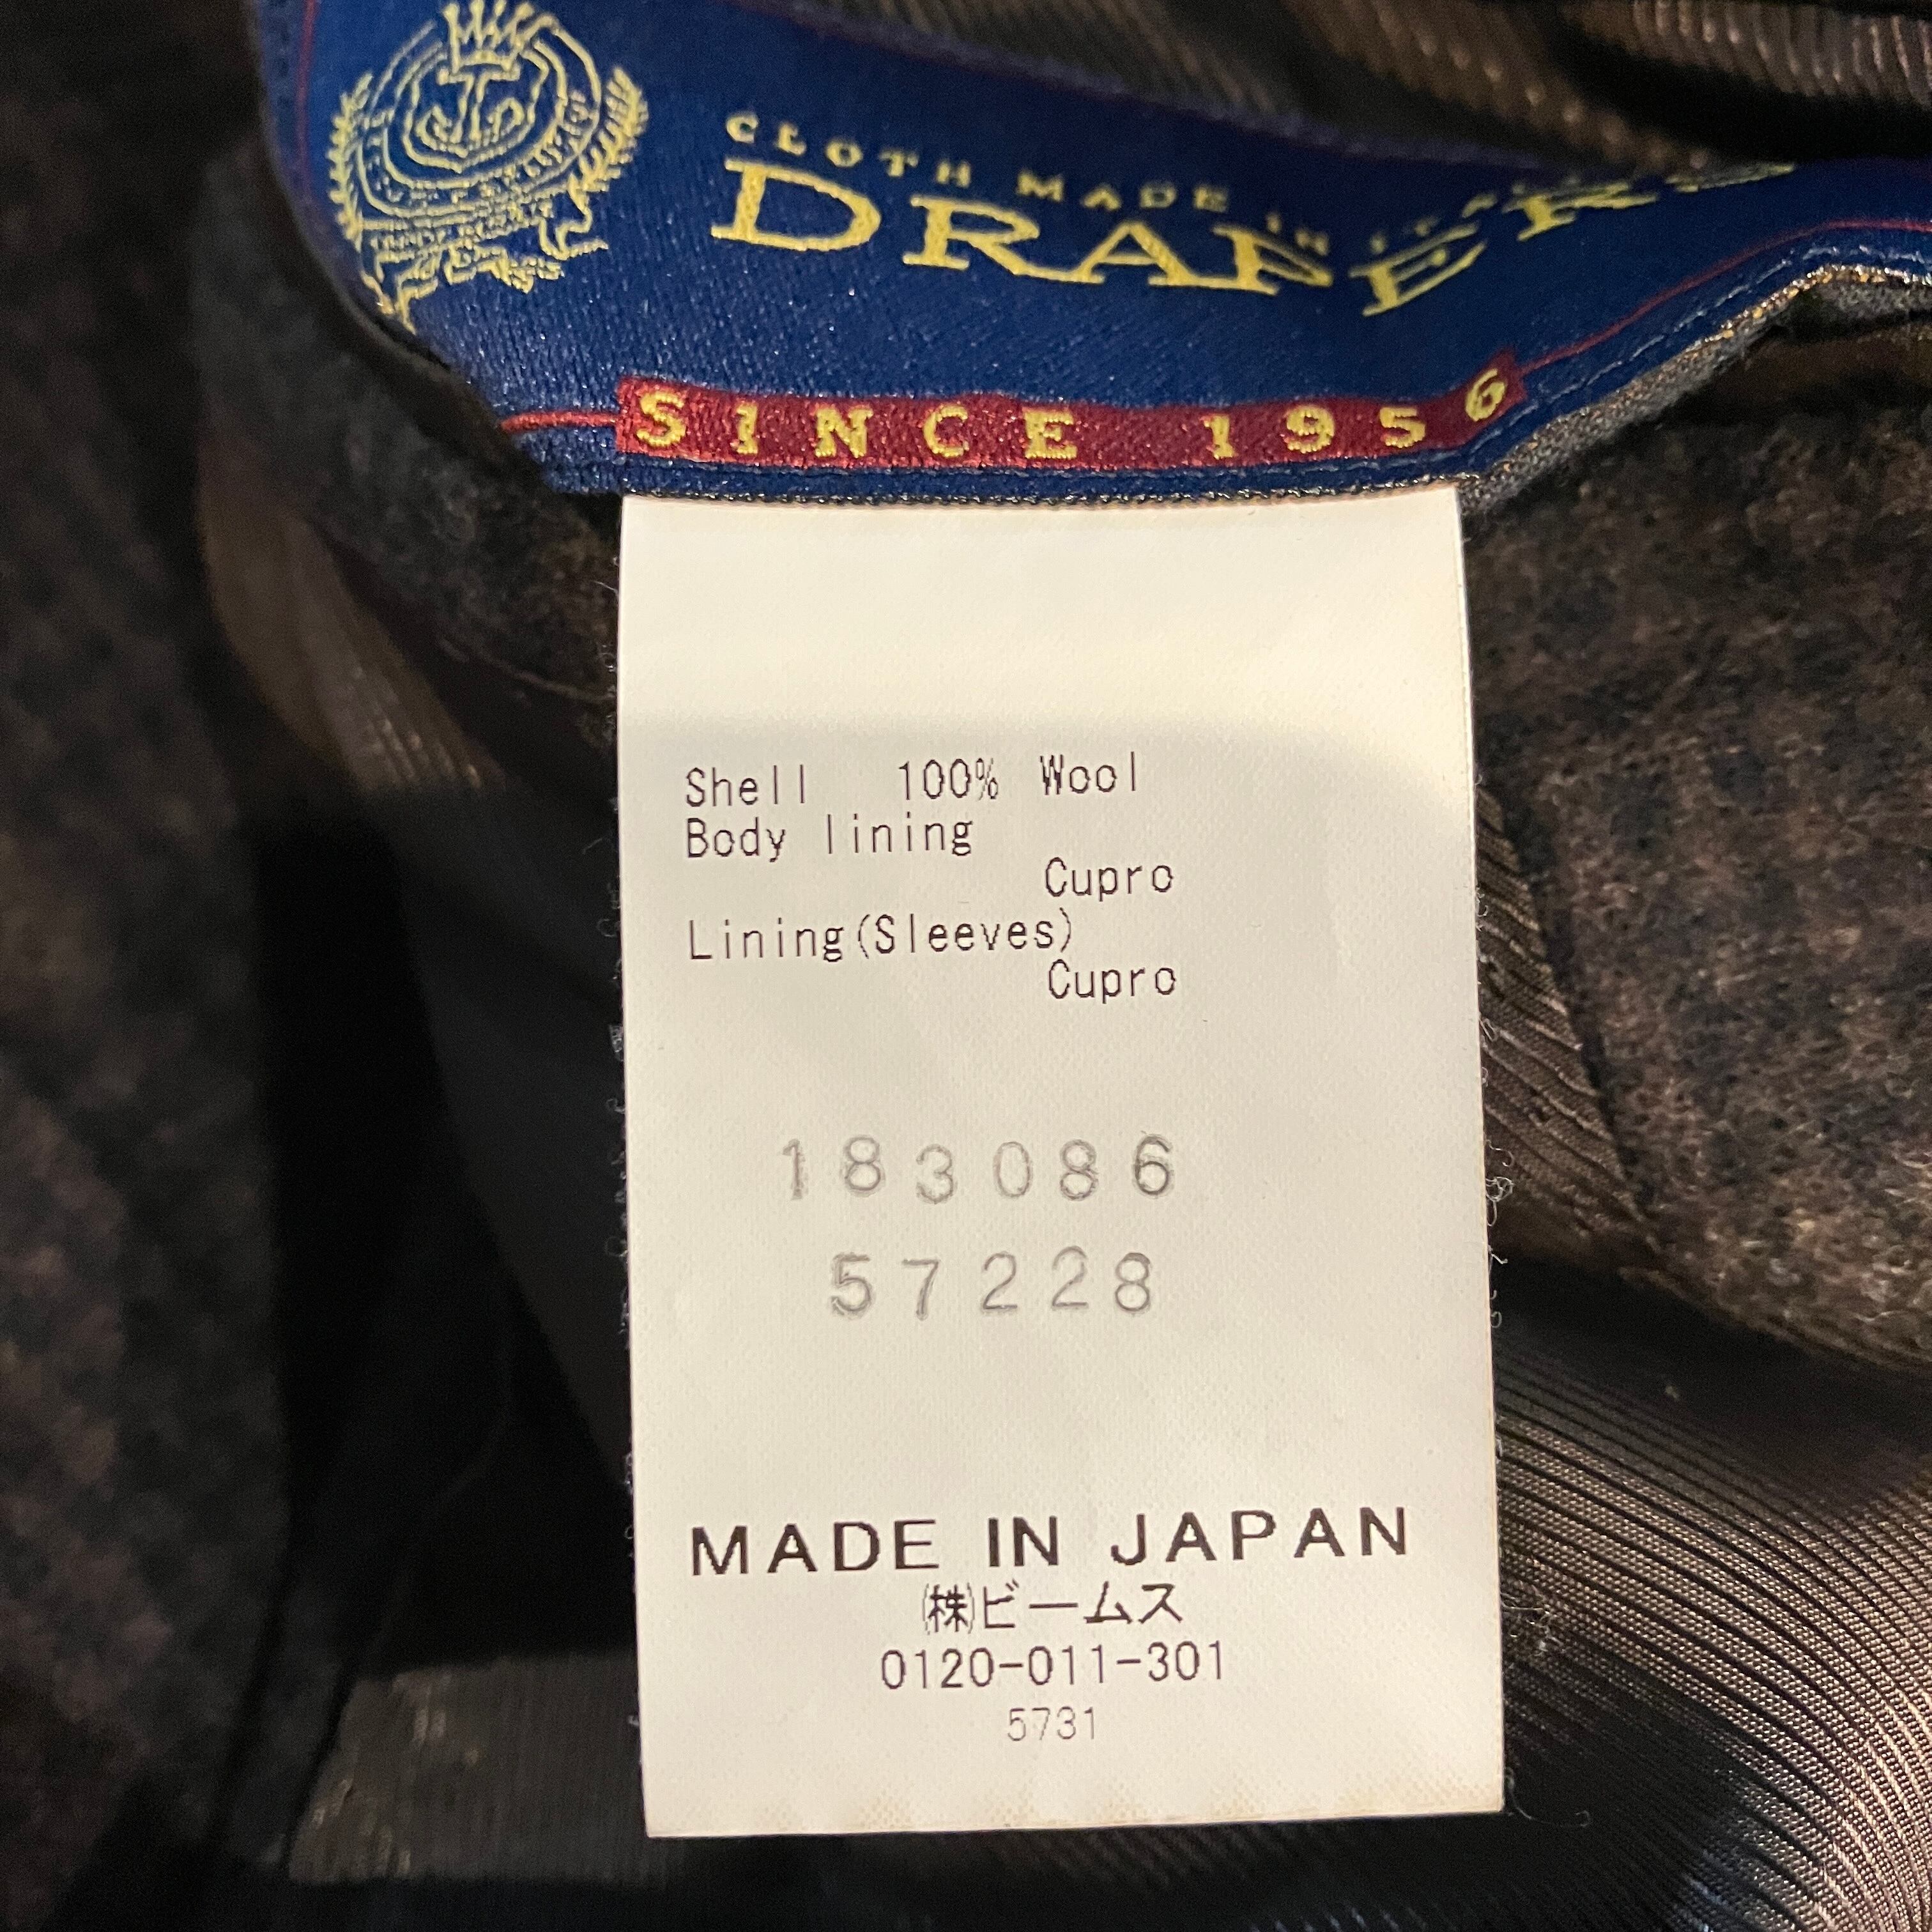 CLOTH MADE IN ITALY
DRAPERS
SINCE 1956
Shell 100% Wool
Body lining
Cupro
Lining(Sleeves)
Cupro
183086
57228
MADE IN JAPAN
㈱ビームス
0120-011-301
5731